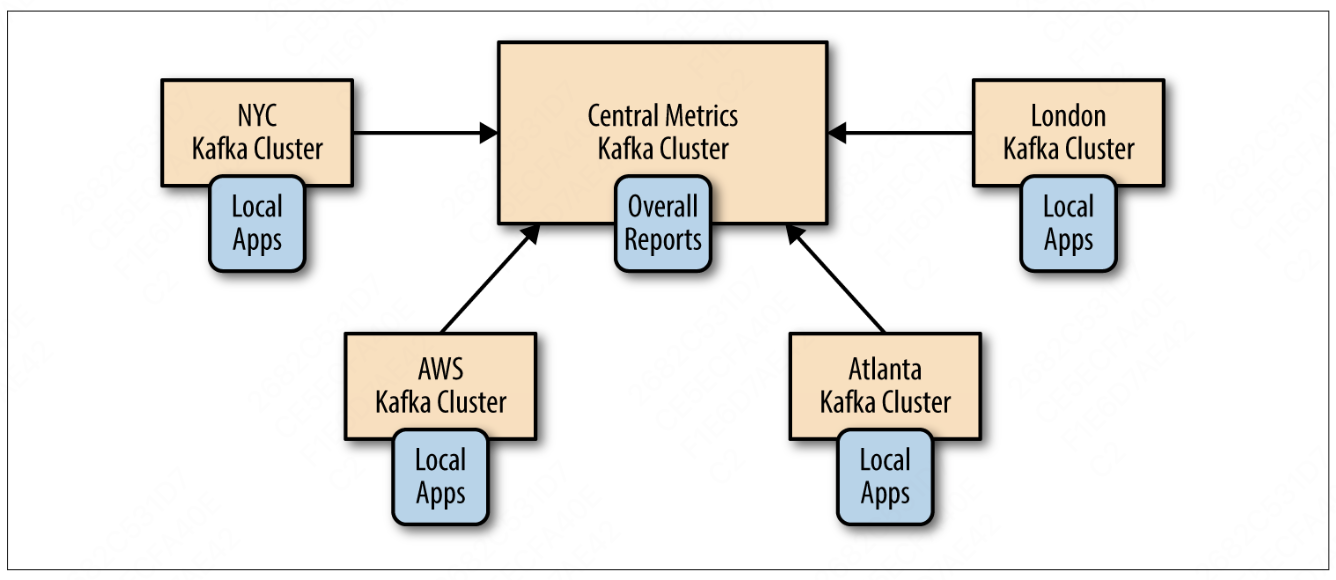 NYC
Kafka Cluster
Local
Apps
Central Metrics
Kafka Cluster
Overall
Reports
London
Kafka Cluster
Local
Apps
AWS
Kafka Cluster
Local
Apps
Atlanta
Kafka Cluster
Local
Apps